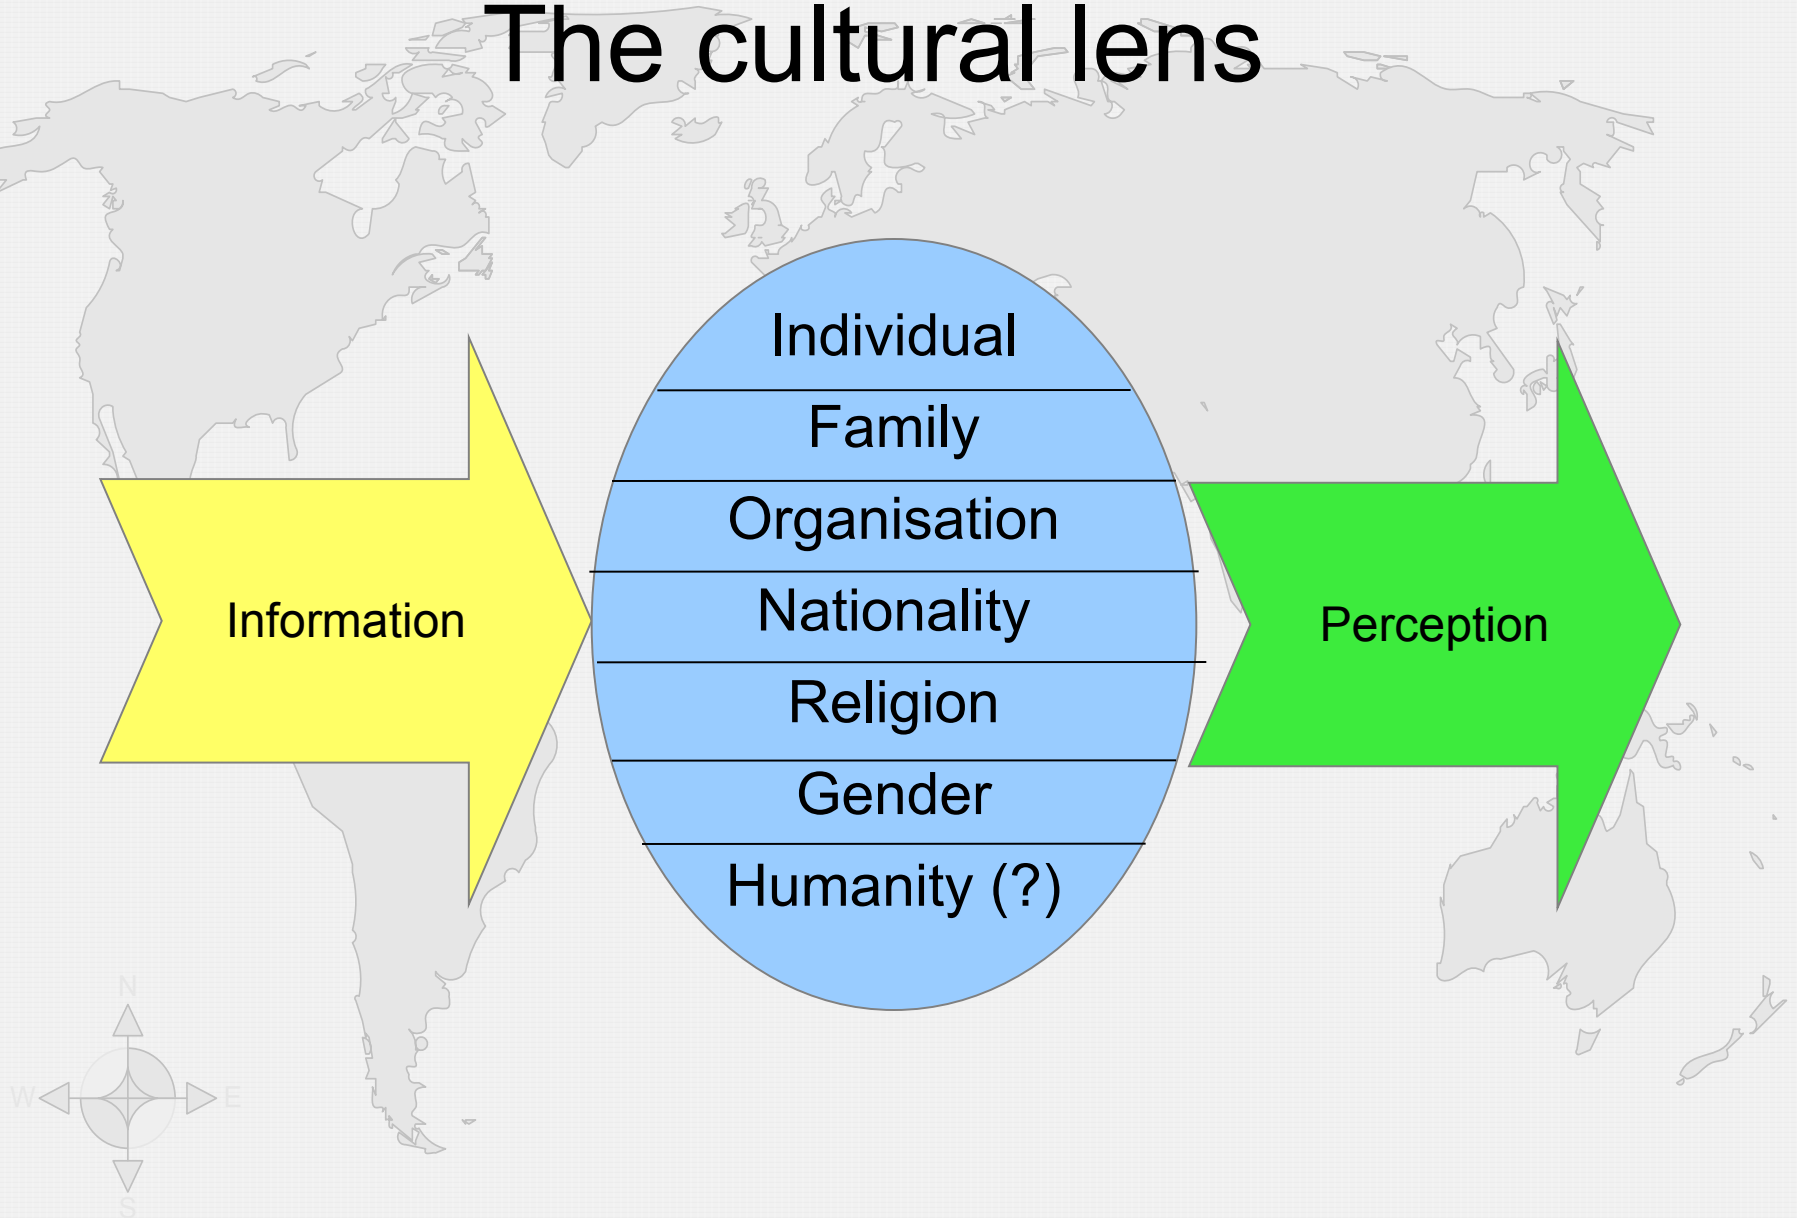 The cultural lens
Individual
Family
Organisation
Nationality
Religion
Gender
Humanity (?)
Information
Perception
N
W
E
S